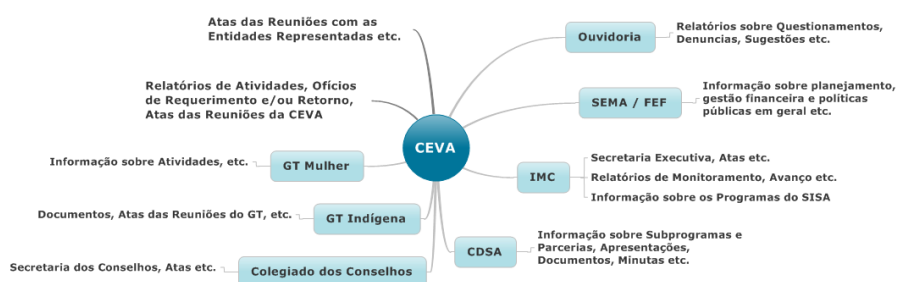 Atas das Reuniões com as
Entidades Representadas etc.
Relatórios de Atividades, Ofícios
de Requerimento e/ou Retorno,
Atas das Reuniões da CEVA
CEVA
GT Mulher
Informação sobre Atividades, etc.
GT Indígena
Documentos, Atas das Reuniões do GT, etc.
Colegiado dos Conselhos
Secretaria dos Conselhos, Atas etc.
Ouvidoria
Relatórios sobre Questionamentos,
Denuncias, Sugestões etc.
SEMA / FEF
Informação sobre planejamento,
gestão financeira e políticas
públicas em geral etc.
IMC
Secretaria Executiva, Atas etc.
Relatórios de Monitoramento, Avanço etc.
Informação sobre os Programas do SISA
CDSA
Informação sobre Subprogramas e
Parcerias, Apresentações,
Documentos, Minutas etc.